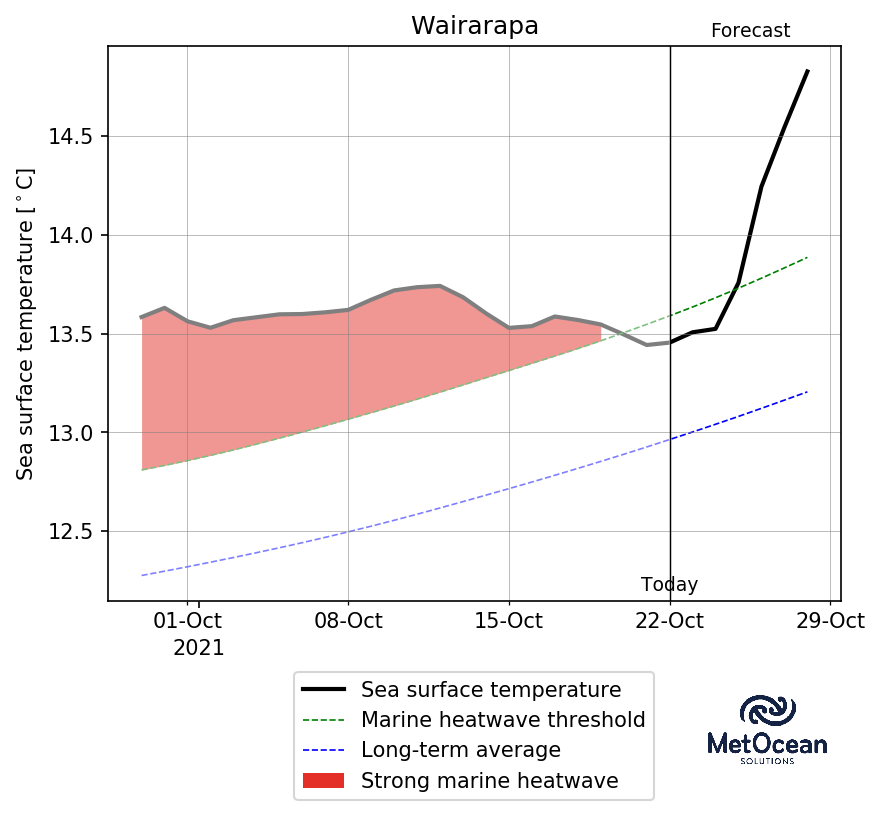 Wairarapa
Forecast
Sea surface temperature [°C]
14.5
14.0
13.5
13.0
12.5
Today
01-Oct 08-Oct 15-Oct 22-Oct 29-Oct
2021
Sea surface temperature
Marine heatwave threshold
Long-term average
Strong marine heatwave
MetOcean
SOLUTIONS